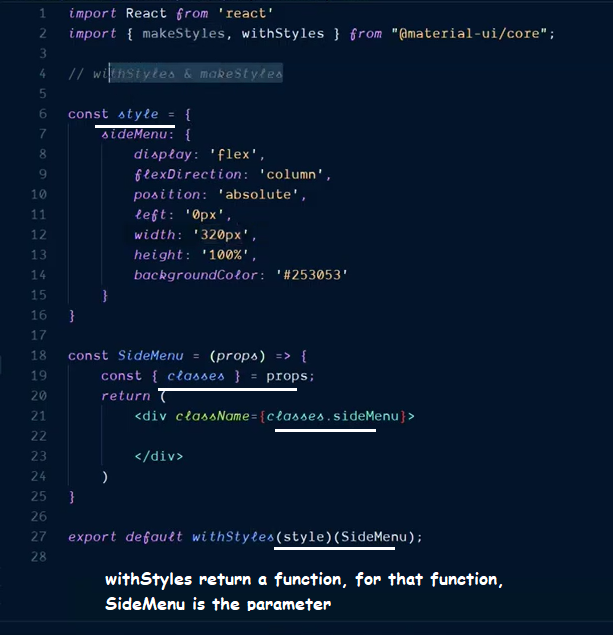 1 import React from 'react'
2 import { makeStyles, withStyles } from "@material-ui/core";
3
4 // withStyles & makeStyles
5
6 const style = {
7 sideMenu: {
8 display: 'flex',
9 flexDirection: 'column',
10 position: 'absolute',
11 left: '0px',
12 width: '320px',
13 height: '100%',
14 backgroundColor: '#253053'
15 }
16 }
17
18 const SideMenu = (props) => {
19 const { classes } = props;
20 return (
21 <div className={classes.sideMenu}>
22
23 </div>
24 )
25 }
26
27 export default withStyles(style)(SideMenu);
28
withStyles return a function, for that function,
SideMenu is the parameter